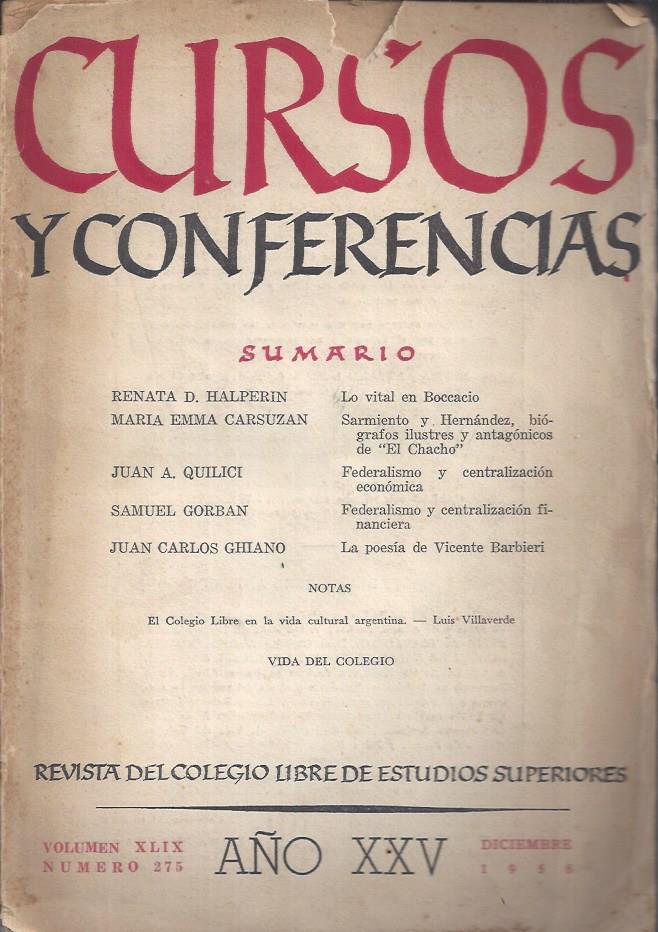 CURSOS
Y CONFERENCIAS
SUMARIO
RENATA D. HALPERIN Lo vital en Boccacio
MARIA EMMA CARSUZAN Sarmiento y Hernández, bió-
grafos ilustres y antagónicos
de "El Chacho"
JUAN A. QUILICI Federalismo y centralización
económica
SAMUEL GORBAN Federalismo y centralización fi-
nanciera
JUAN CARLOS GHIANO La poesía de Vicente Barbieri
NOTAS
El Colegio Libre en la vida cultural argentina. — Luis Villaverde
VIDA DEL COLEGIO
REVISTA DEL COLEGIO LIBRE DE ESTUDIOS SUPERIORES
VOLUMEN XLIX
NUMERO 275
AÑO XXV
DICIEMBRE
1956